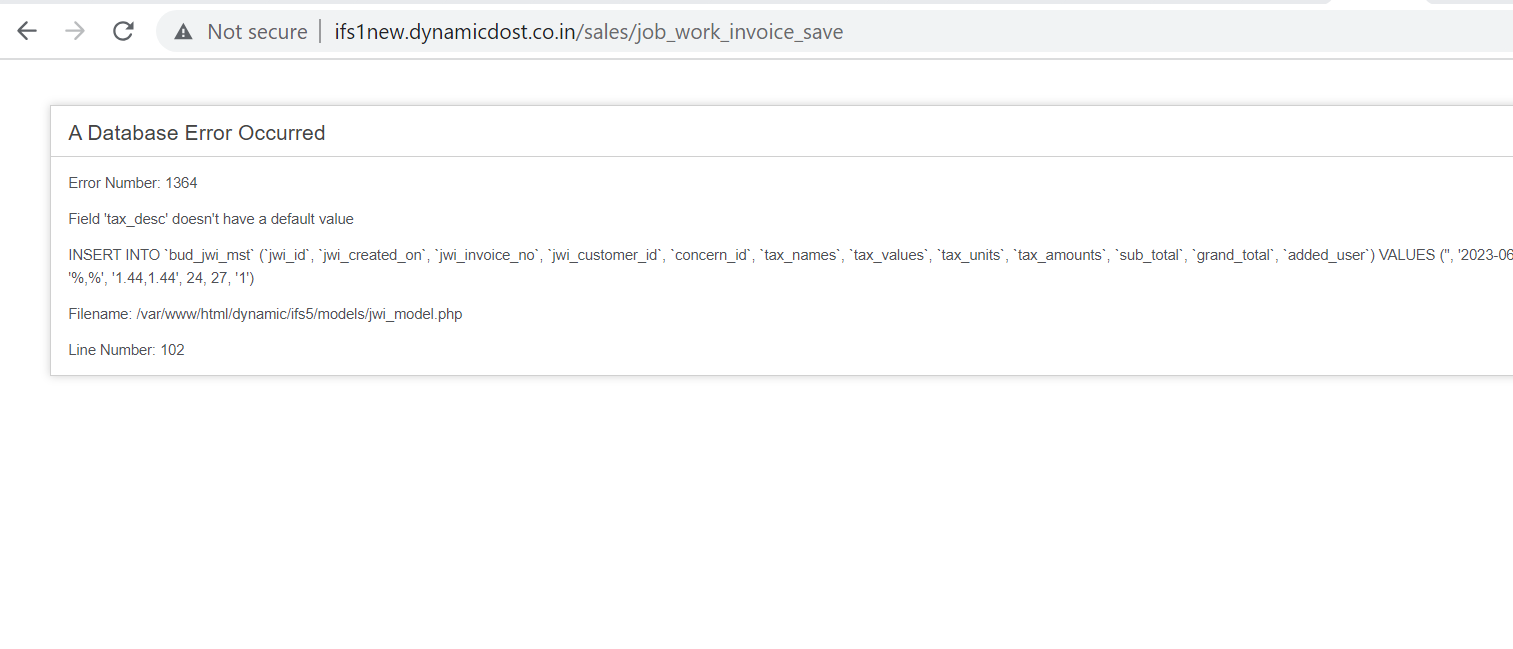 Not secure | ifs1new.dynamicdost.co.in/sales/job_work_invoice_save
A Database Error Occurred
Error Number: 1364
Field 'tax_desc' doesn't have a default value
INSERT INTO `bud_jwi_mst` (`jwi_id`, `jwi_created_on`, `jwi_invoice_no`, `jwi_customer_id`, `concern_id`, `tax_names`, `tax_values`, `tax_units`, `tax_amounts`, `sub_total`, `grand_total`, `added_user`) VALUES ('', '2023-06
'%,%', '1.44,1.44', 24, 27, '1')
Filename: /var/www/html/dynamic/ifs5/models/jwi_model.php
Line Number: 102